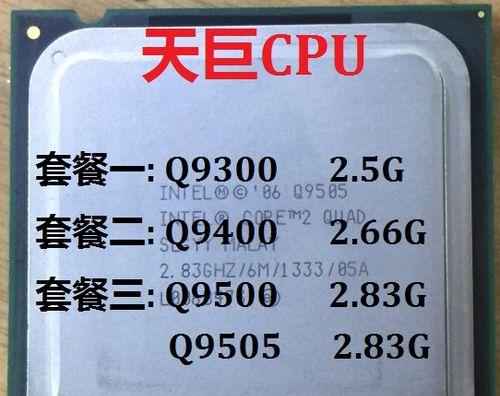 天巨CPU
套餐一: Q9300 2.5G
INTEL®©'06 Q9505
INTEL® CORE™2 QUAD
套餐二: Q9400 2.66G
MALAY
2.83GHZ/6M/1333/05A
套餐三: Q9500 2.83G
Q9505 2.83G